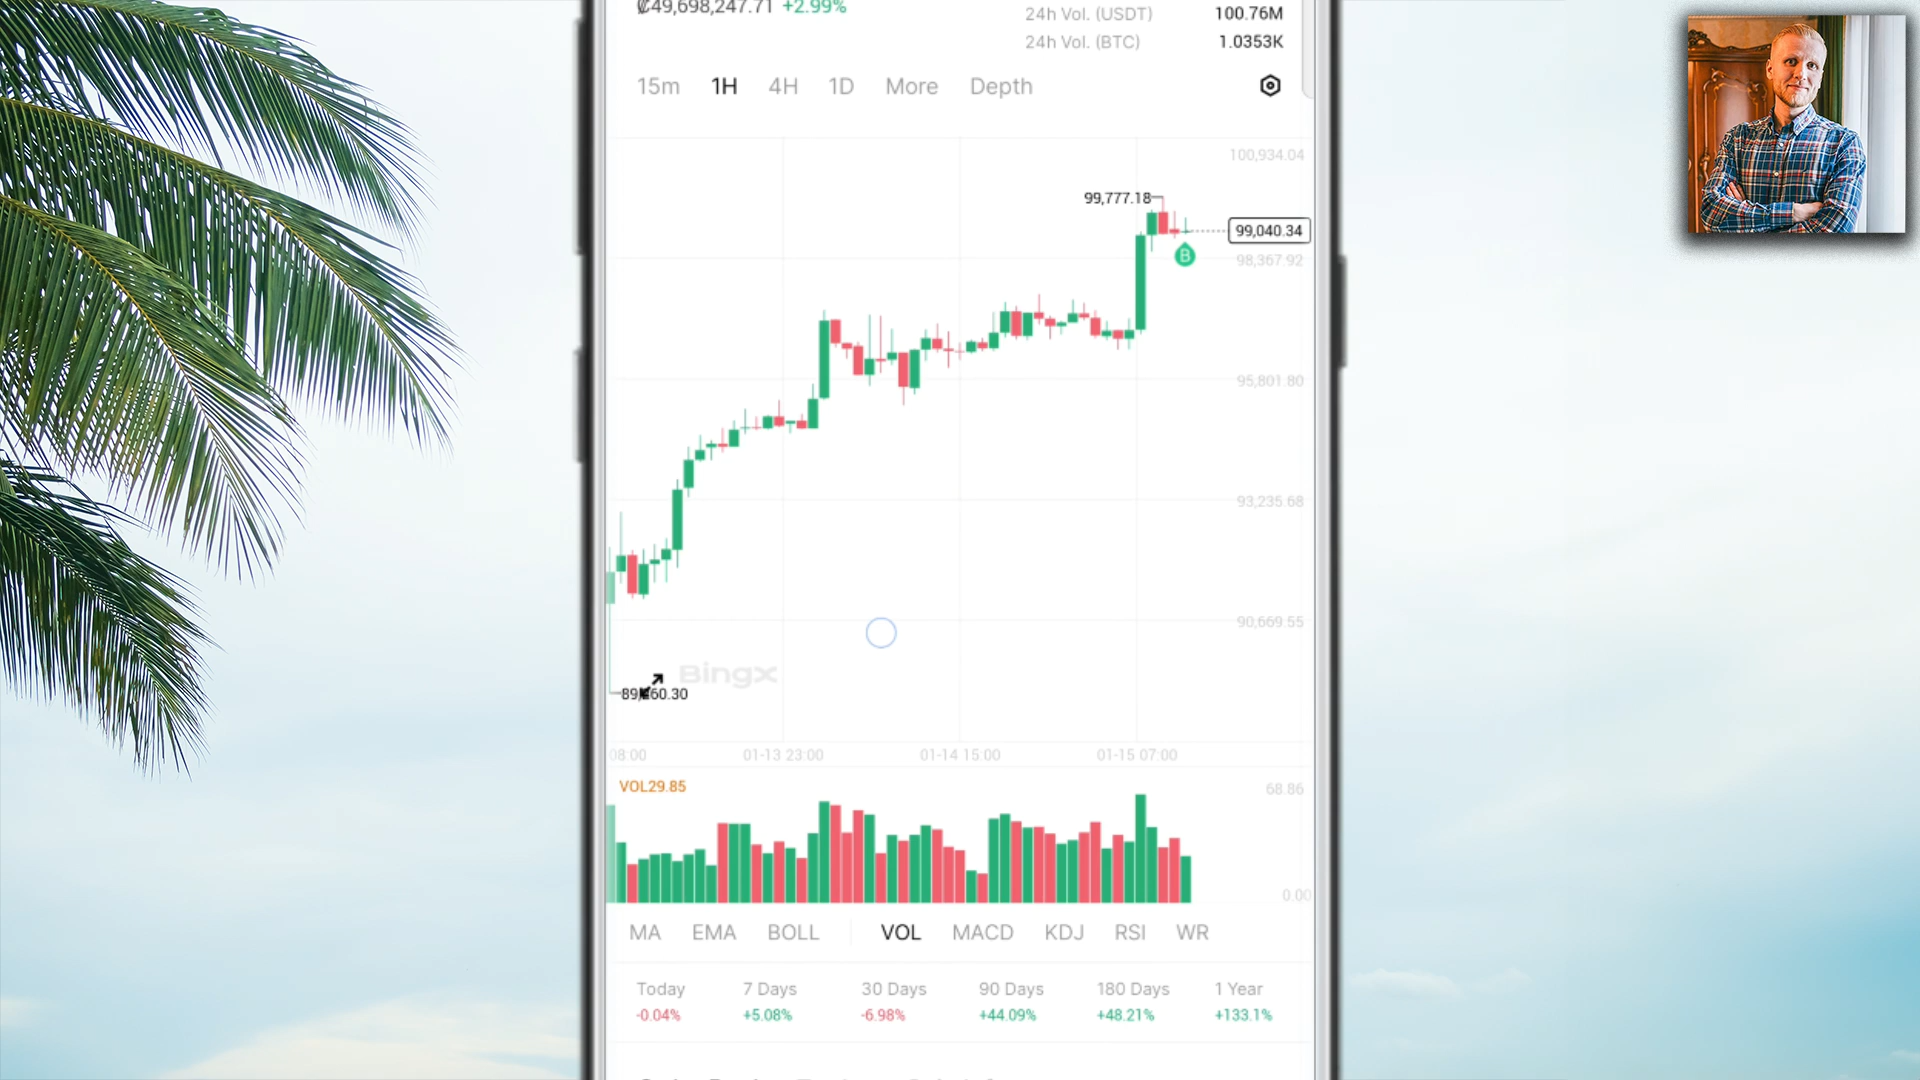 ₡49,698,247.71 +2.99%
24h Vol. (USDT) 100.76M
24h Vol. (BTC) 1.0353K
15m 1H 4H 1D More Depth
100,934.04
99,777.18
99,040.34
B
98,367.92
95,801.80
93,235.68
90,669.55
BingX
08:00 01-13 23:00 01-14 15:00 01-15 07:00
VOL29.85
68.86
0.00
MA EMA BOLL VOL MACD KDJ RSI WR
Today 7 Days 30 Days 90 Days 180 Days 1 Year
-0.04% +5.08% -6.98% +44.09% +48.21% +133.1%